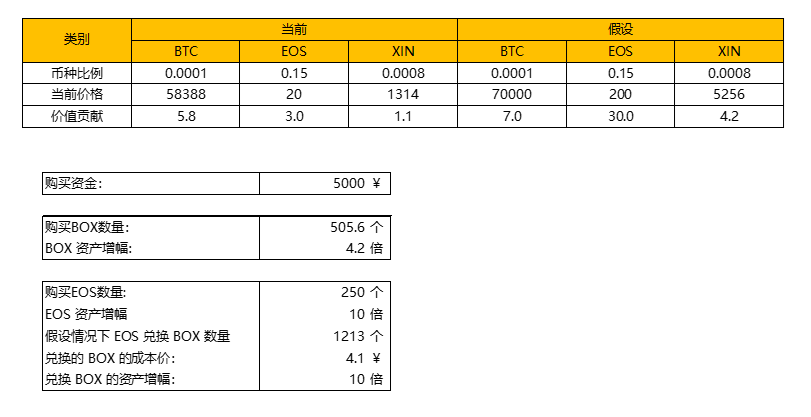 类别 当前 假设
BTC EOS XIN BTC EOS XIN
币种比例 0.0001 0.15 0.0008 0.0001 0.15 0.0008
当前价格 58388 20 1314 70000 200 5256
价值贡献 5.8 3.0 1.1 7.0 30.0 4.2
购买资金: 5000 ¥
购买BOX数量: 505.6 个
BOX 资产增幅: 4.2 倍
购买EOS数量: 250 个
EOS 资产增幅 10 倍
假设情况下 EOS 兑换 BOX 数量 1213 个
兑换的 BOX 的成本价: 4.1 ¥
兑换 BOX 的资产增幅: 10 倍